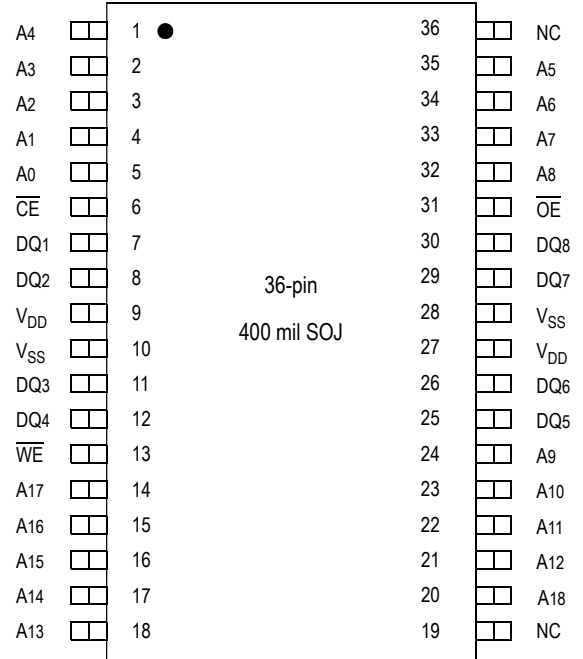 A4 1 36 NC
A3 2 35 A5
A2 3 34 A6
A1 4 33 A7
A0 5 32 A8
C̅E̅ 6 31 O̅E̅
DQ1 7 30 DQ8
DQ2 8 29 DQ7
36-pin
VDD 9 28 VSS
400 mil SOJ
VSS 10 27 VDD
DQ3 11 26 DQ6
DQ4 12 25 DQ5
W̅E̅ 13 24 A9
A17 14 23 A10
A16 15 22 A11
A15 16 21 A12
A14 17 20 A18
A13 18 19 NC